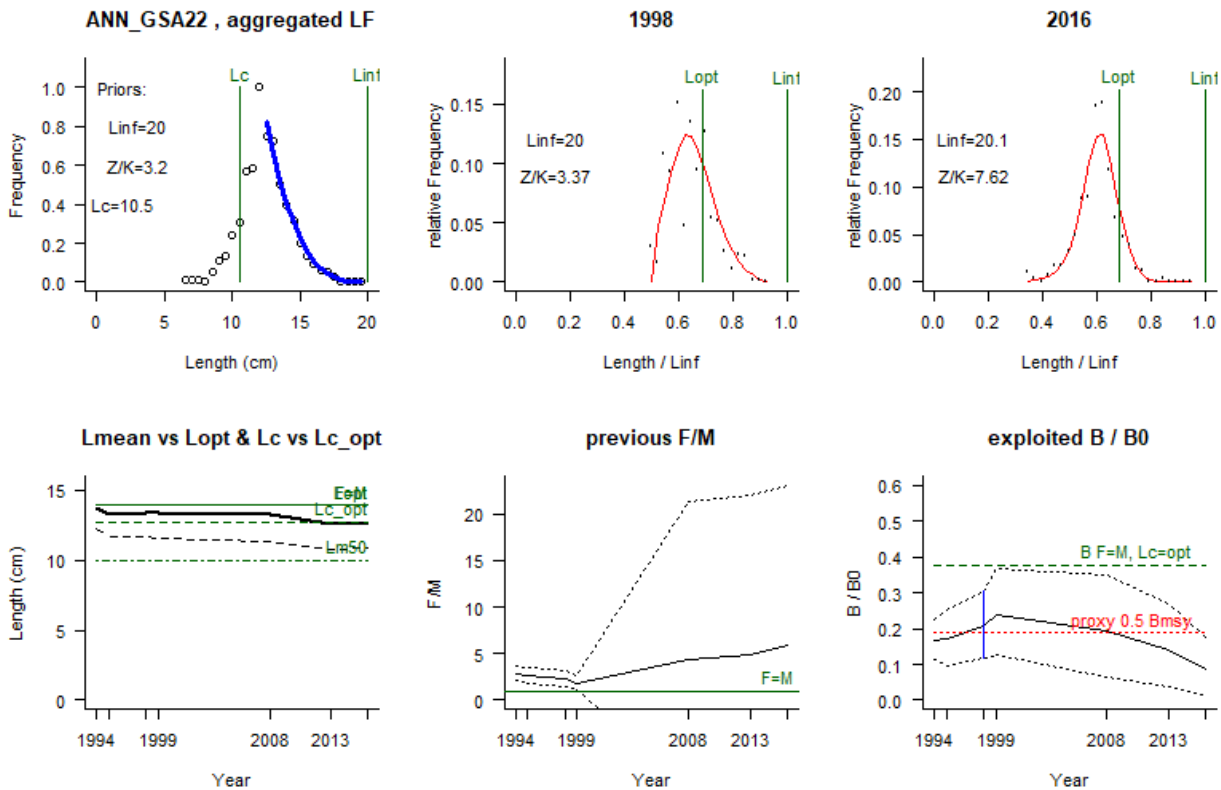 ANN_GSA22 , aggregated LF
Lc
Linf
Priors:
Linf=20
Z/K=3.2
Lc=10.5
Frequency
1.0
0.8
0.6
0.4
0.2
0.0
0
5
10
15
20
Length (cm)
1998
Lopt
Linf
Linf=20
Z/K=3.37
relative Frequency
0.15
0.10
0.05
0.00
0.0
0.2
0.4
0.6
0.8
1.0
Length / Linf
2016
Lopt
Linf
Linf=20.1
Z/K=7.62
relative Frequency
0.20
0.15
0.10
0.05
0.00
0.0
0.2
0.4
0.6
0.8
1.0
Length / Linf
Lmean vs Lopt & Lc vs Lc_opt
Lc_opt
Lm50
Length (cm)
15
10
5
0
1994
1999
2008
2013
Year
previous F/M
F=M
F/M
20
15
10
5
0
1994
1999
2008
2013
Year
exploited B / B0
B F=M, Lc=opt
proxy 0.5 Bmsy
B / B0
0.6
0.5
0.4
0.3
0.2
0.1
0.0
1994
1999
2008
2013
Year